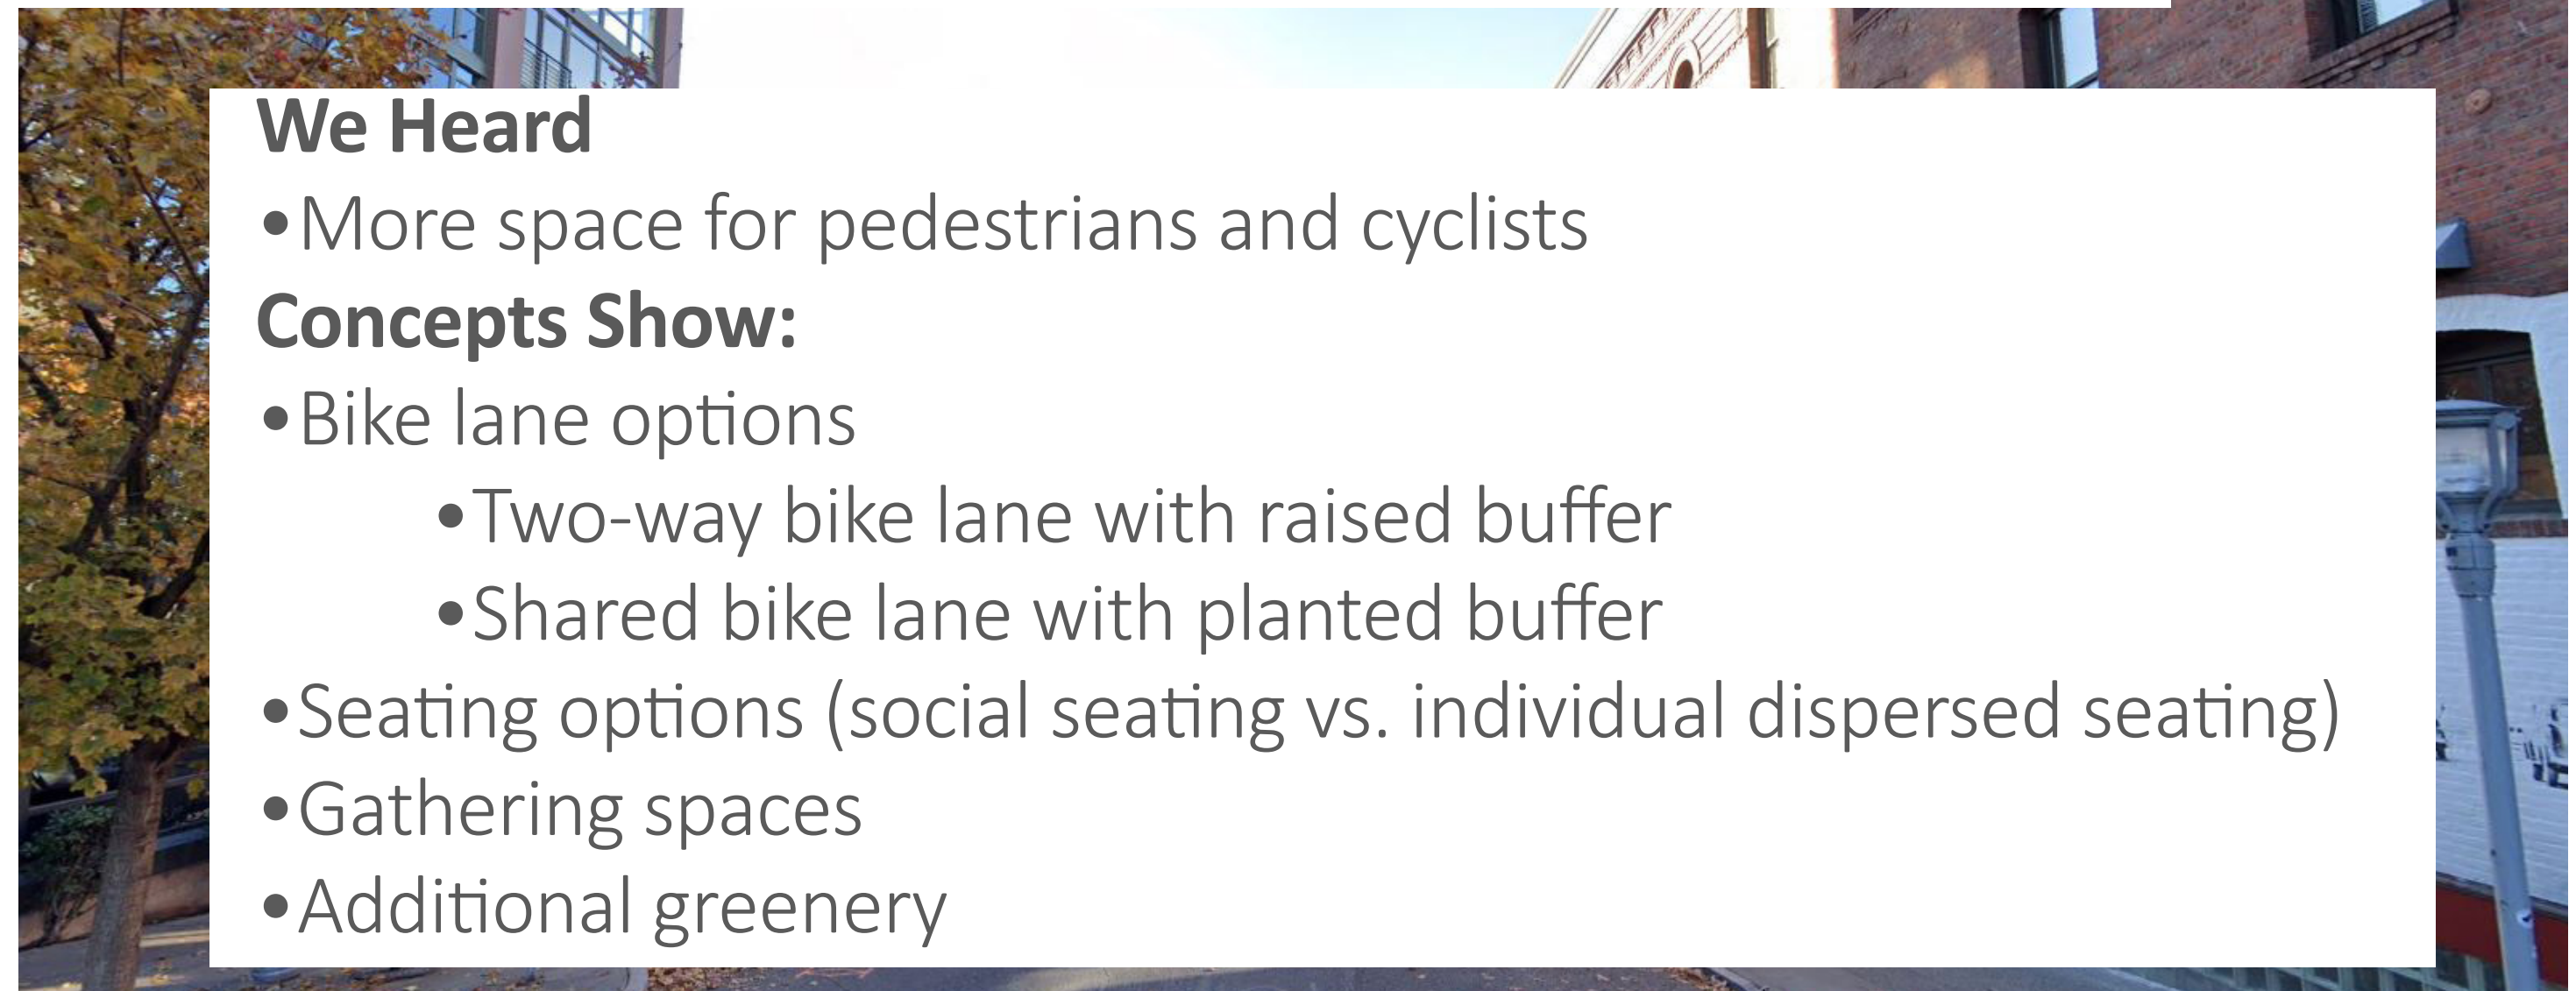 We Heard
•More space for pedestrians and cyclists
Concepts Show:
•Bike lane options
•Two-way bike lane with raised buffer
•Shared bike lane with planted buffer
•Seating options (social seating vs. individual dispersed seating)
•Gathering spaces
•Additional greenery